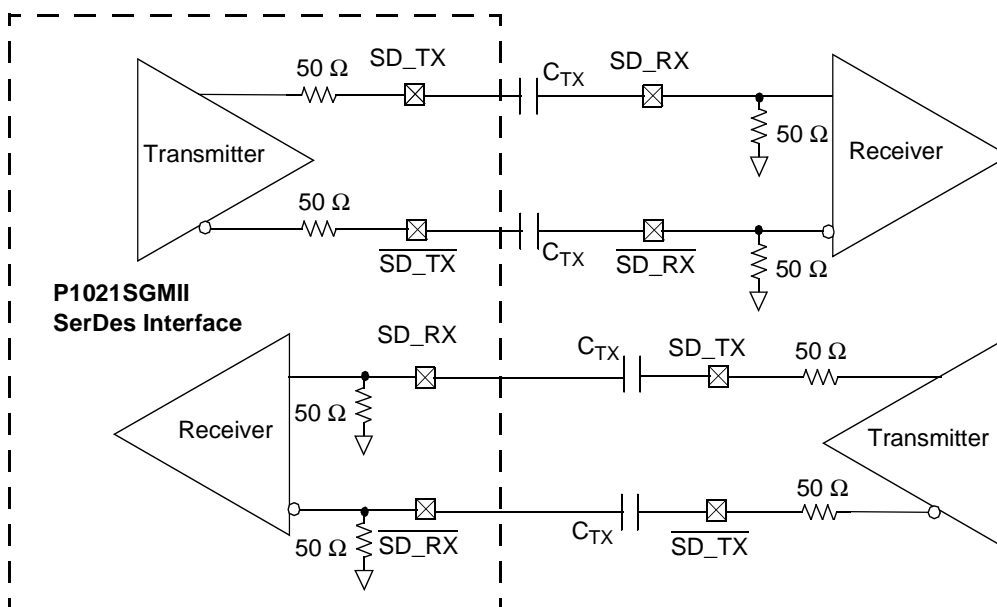 50 Ω
SD_TX
C_TX
SD_RX
50 Ω
Transmitter
Receiver
50 Ω
SD_TX
C_TX
SD_RX
50 Ω
P1021SGMII
SerDes Interface
SD_RX
C_TX
SD_TX
50 Ω
50 Ω
Receiver
Transmitter
50 Ω
50 Ω
SD_RX
C_TX
SD_TX